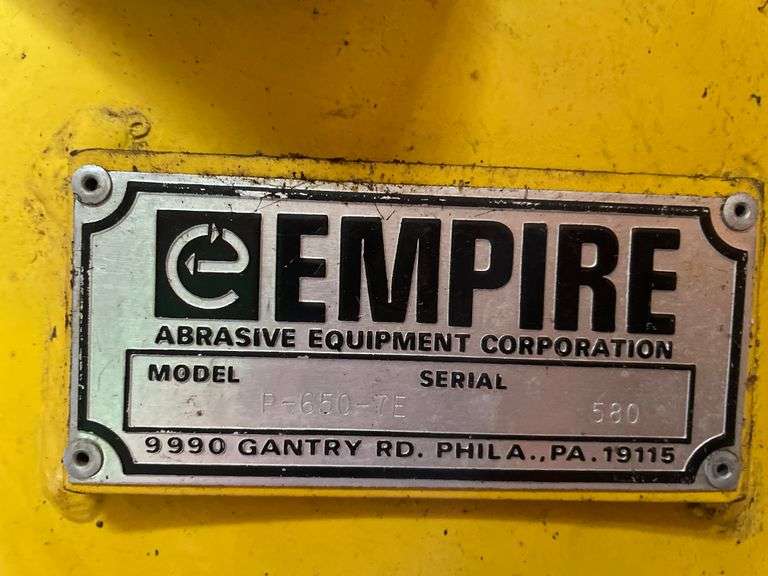 e EMPIRE
ABRASIVE EQUIPMENT CORPORATION
MODEL SERIAL
P-650-7E 580
9990 GANTRY RD. PHILA.,PA.19115